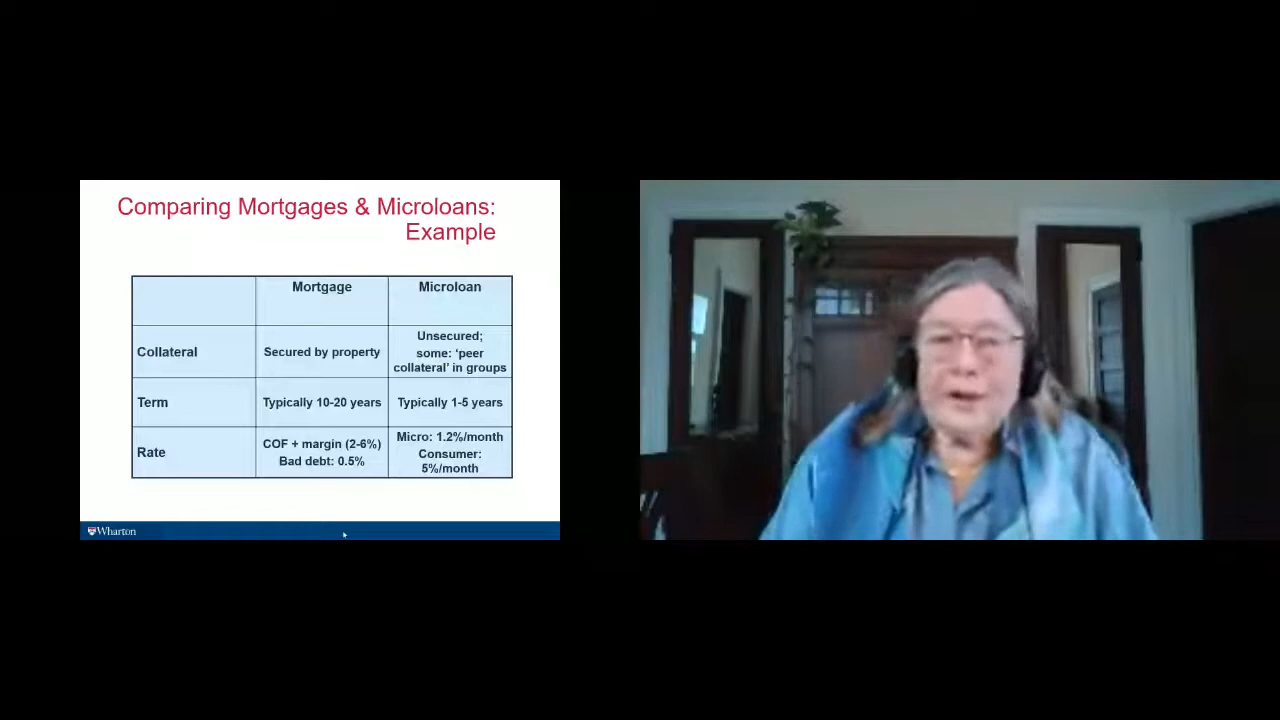 Comparing Mortgages & Microloans:
Example
Mortgage
Microloan
Collateral
Secured by property
Unsecured;
some: ‘peer
collateral’ in groups
Term
Typically 10-20 years
Typically 1-5 years
Rate
COF + margin (2-6%)
Bad debt: 0.5%
Micro: 1.2%/month
Consumer:
5%/month
Wharton